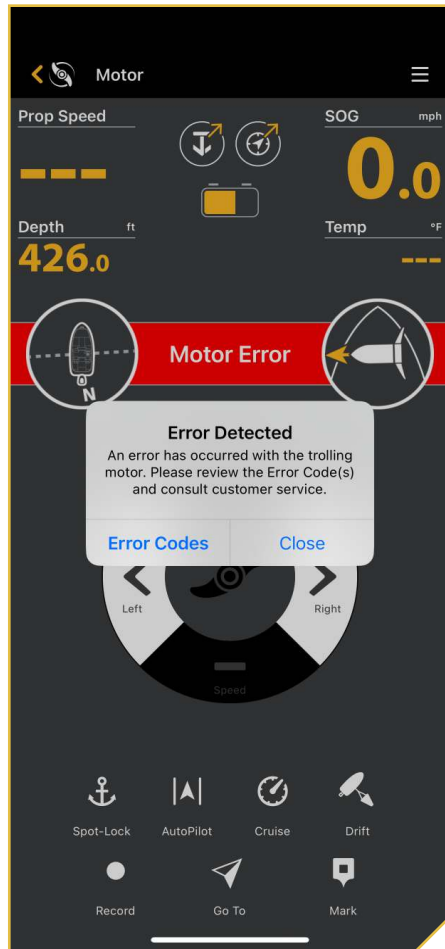 Motor
Prop Speed
SOG mph
---
0.0
Depth ft
Temp °F
426.0
---
Motor Error
N
Error Detected
An error has occurred with the trolling
motor. Please review the Error Code(s)
and consult customer service.
Error Codes Close
Left Right
Speed
Spot-Lock AutoPilot Cruise Drift
Record Go To Mark